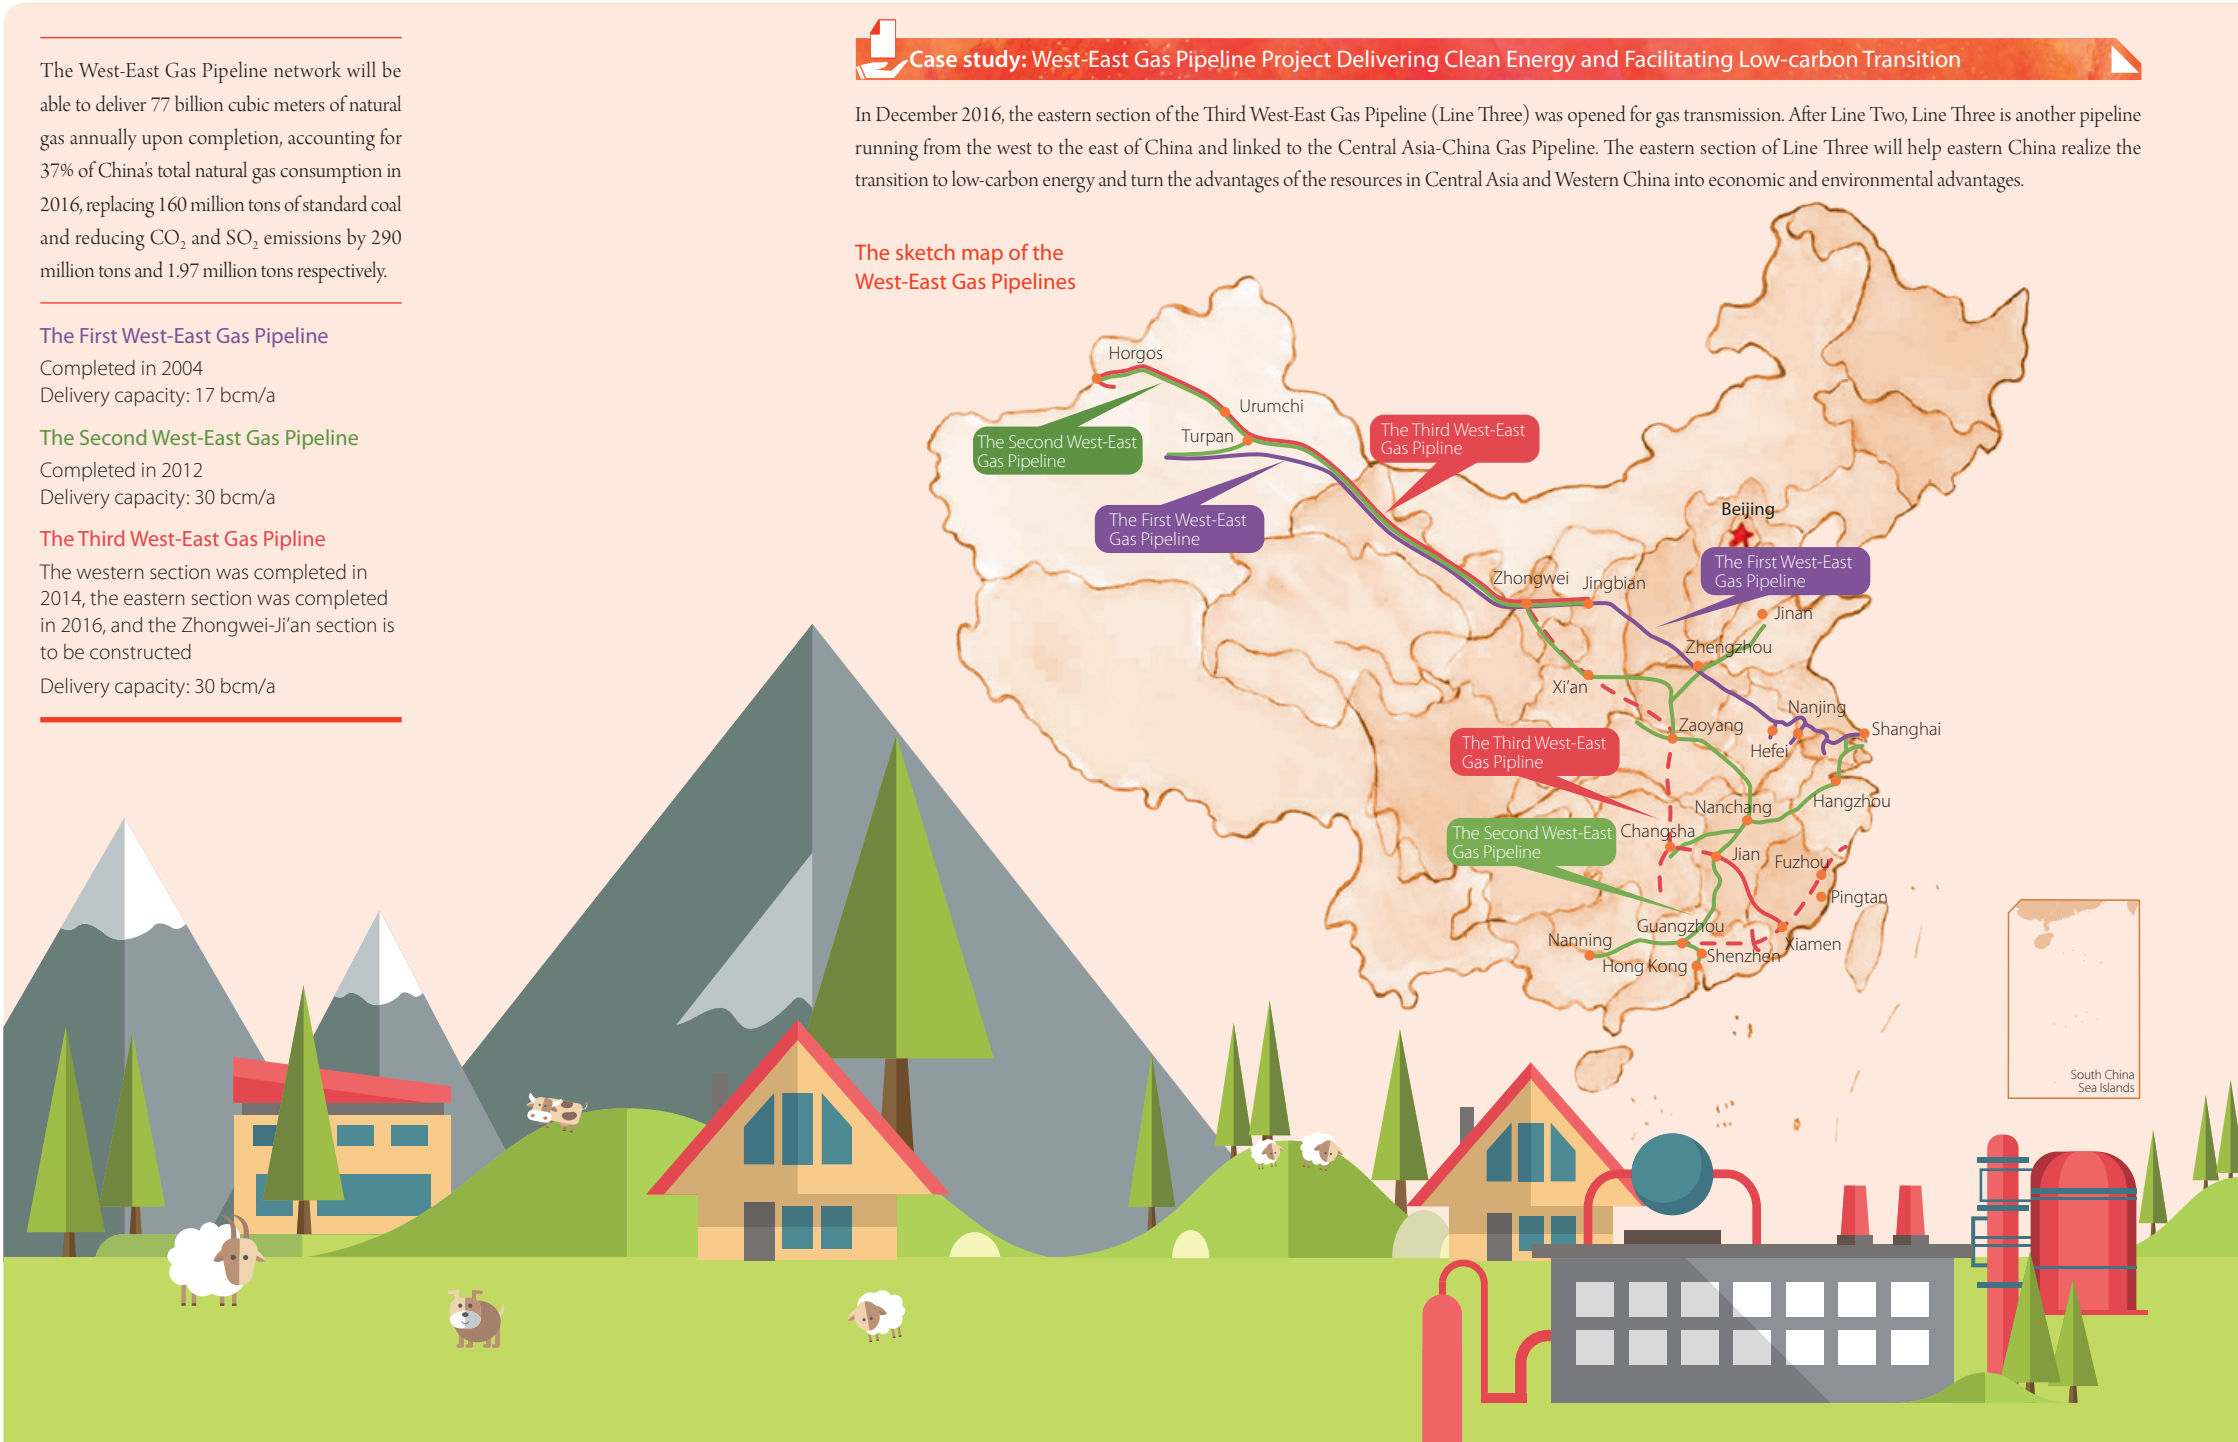 The West-East Gas Pipeline network will be
able to deliver 77 billion cubic meters of natural
gas annually upon completion, accounting for
37% of China's total natural gas consumption in
2016, replacing 160 million tons of standard coal
and reducing CO₂ and SO₂ emissions by 290
million tons and 1.97 million tons respectively.
The First West-East Gas Pipeline
Completed in 2004
Delivery capacity: 17 bcm/a
The Second West-East Gas Pipeline
Completed in 2012
Delivery capacity: 30 bcm/a
The Third West-East Gas Pipline
The western section was completed in
2014, the eastern section was completed
in 2016, and the Zhongwei-Ji'an section is
to be constructed
Delivery capacity: 30 bcm/a
Case study: West-East Gas Pipeline Project Delivering Clean Energy and Facilitating Low-carbon Transition
In December 2016, the eastern section of the Third West-East Gas Pipeline (Line Three) was opened for gas transmission. After Line Two, Line Three is another pipeline
running from the west to the east of China and linked to the Central Asia-China Gas Pipeline. The eastern section of Line Three will help eastern China realize the
transition to low-carbon energy and turn the advantages of the resources in Central Asia and Western China into economic and environmental advantages.
The sketch map of the
West-East Gas Pipelines
Horgos
Urumchi
Turpan
The Second West-East
Gas Pipeline
The Third West-East
Gas Pipline
The First West-East
Gas Pipeline
Beijing
The First West-East
Gas Pipeline
Zhongwei
Jingbian
Jinan
Zhengzhou
Xi'an
Nanjing
Zaoyang
Shanghai
Hefei
The Third West-East
Gas Pipline
Nanchang
Hangzhou
The Second West-East
Gas Pipeline
Changsha
Jian
Fuzhou
Pingtan
Guangzhou
Nanning
Xiamen
Shenzhen
Hong Kong
South China
Sea Islands